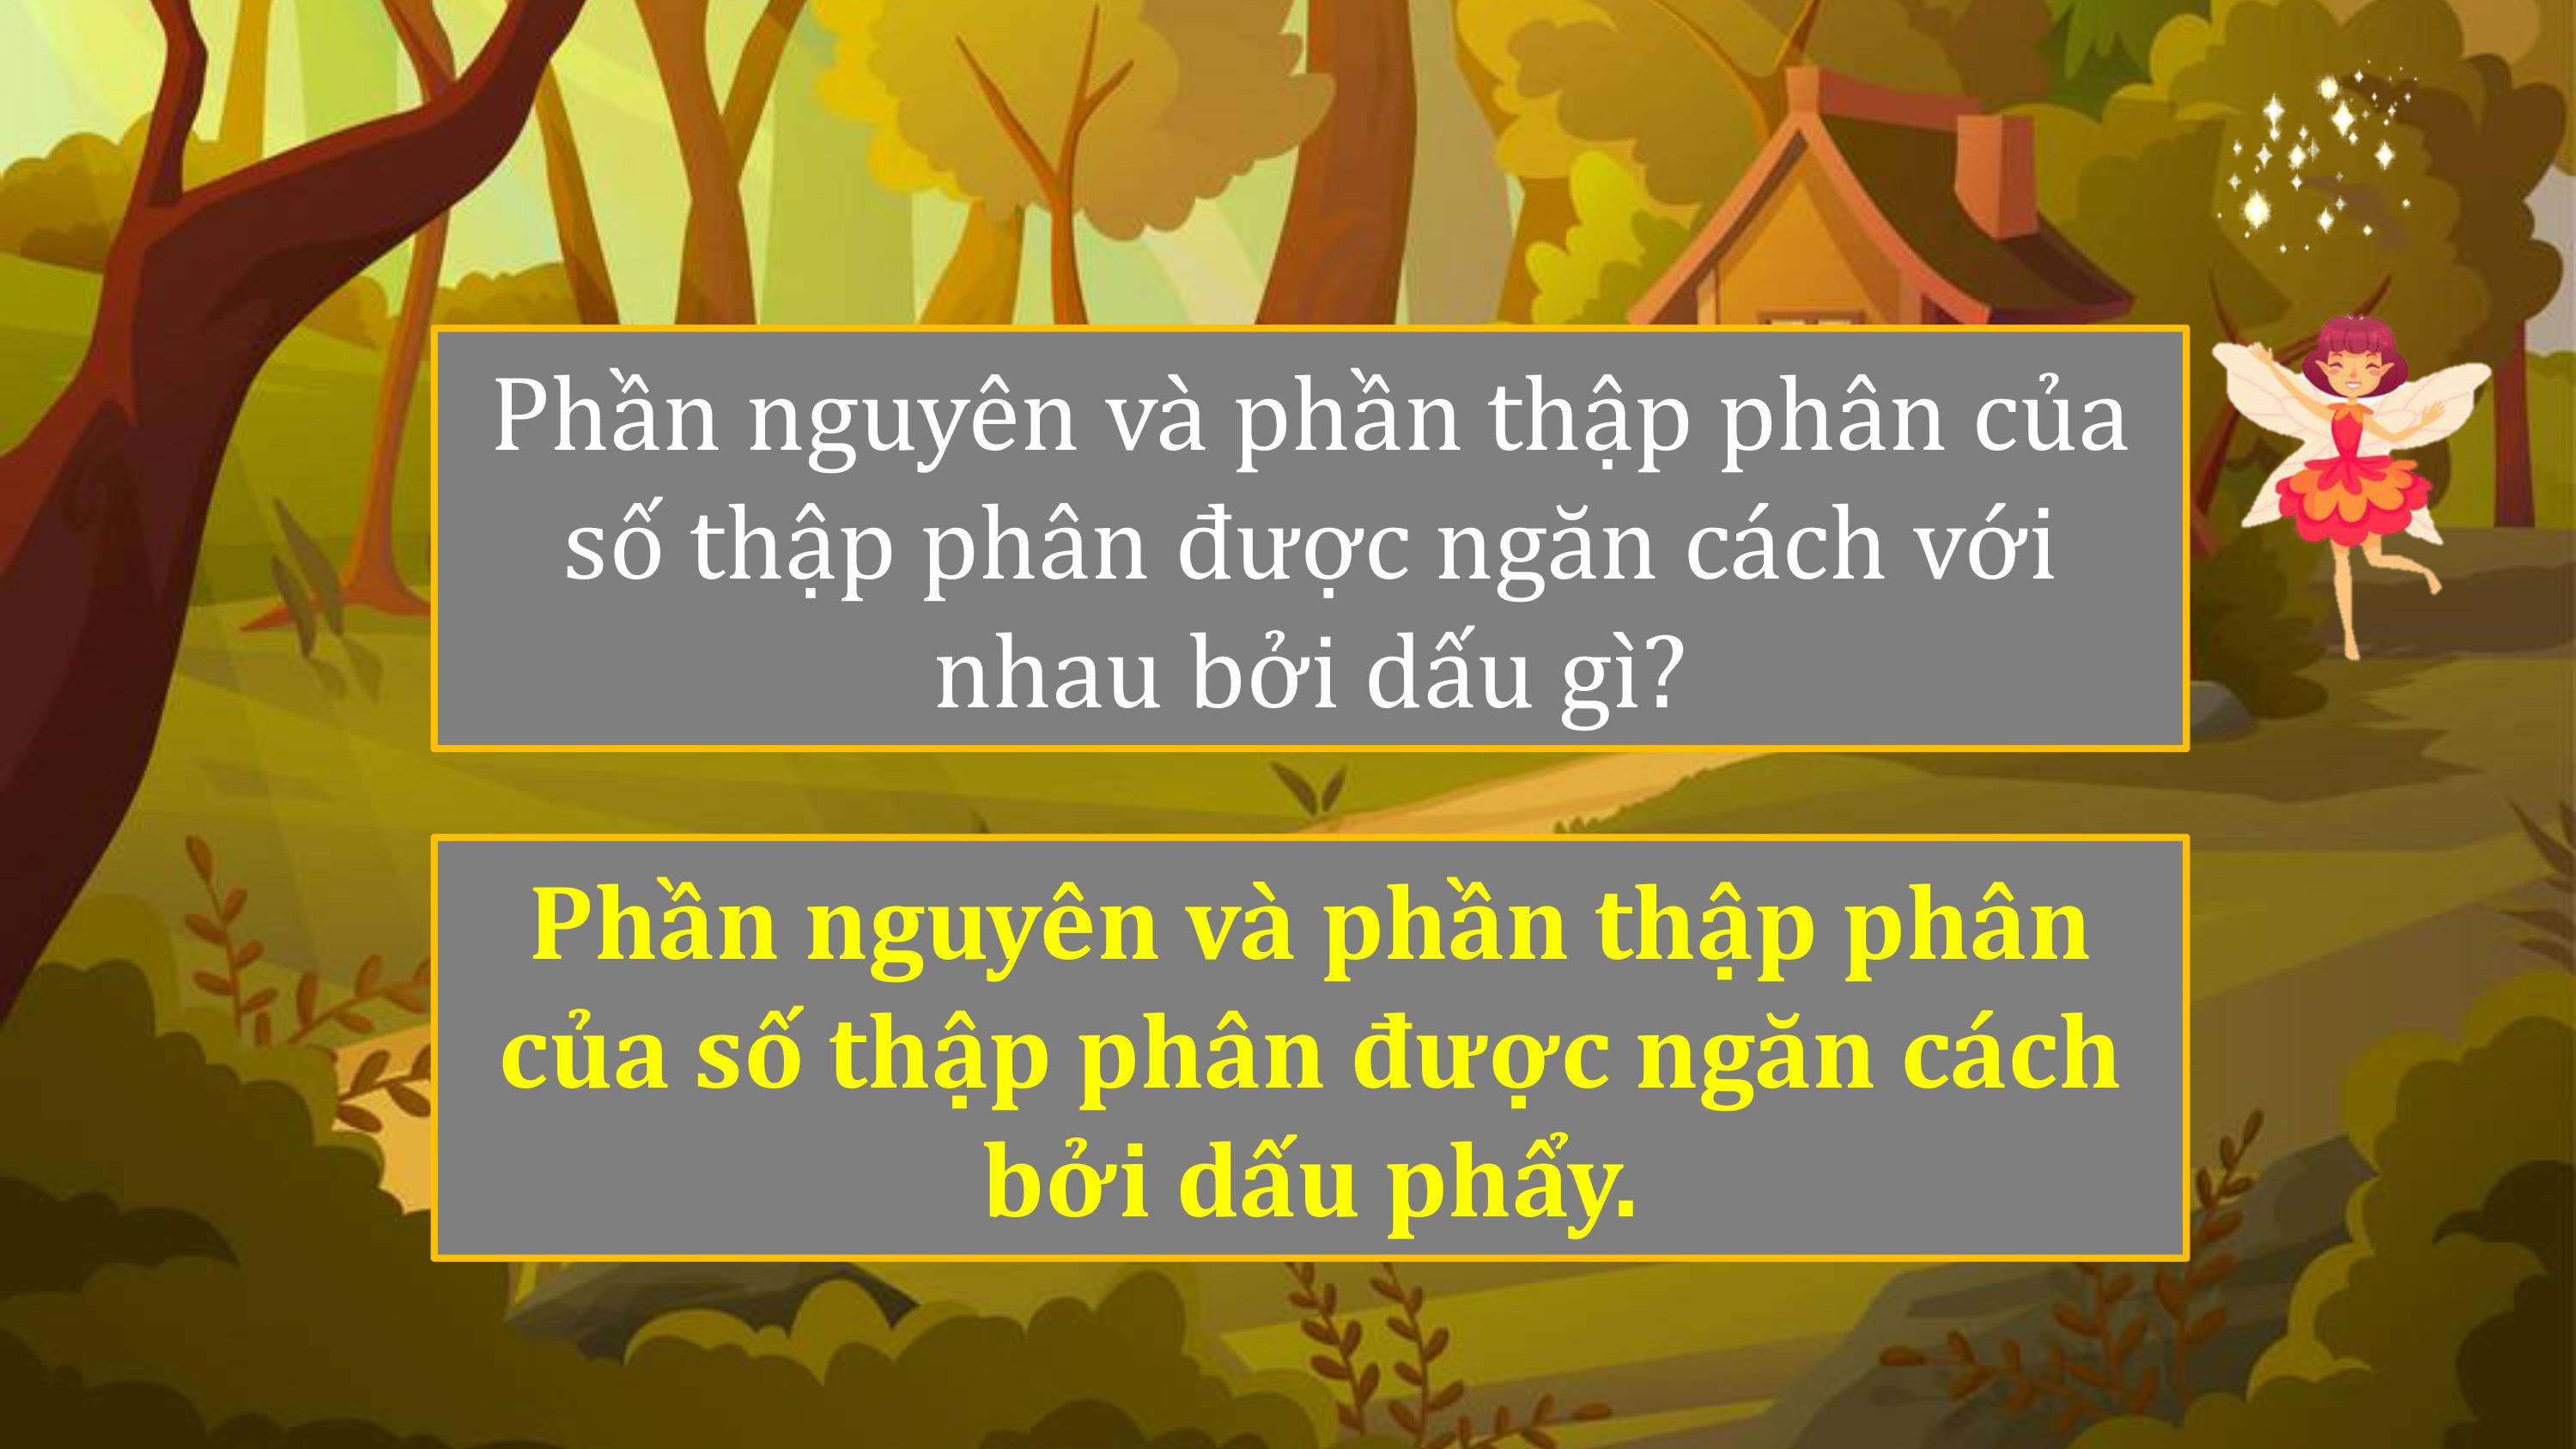 Phần nguyên và phần thập phân của
số thập phân được ngăn cách với
nhau bởi dấu gì?
Phần nguyên và phần thập phân
của số thập phân được ngăn cách
bởi dấu phẩy.